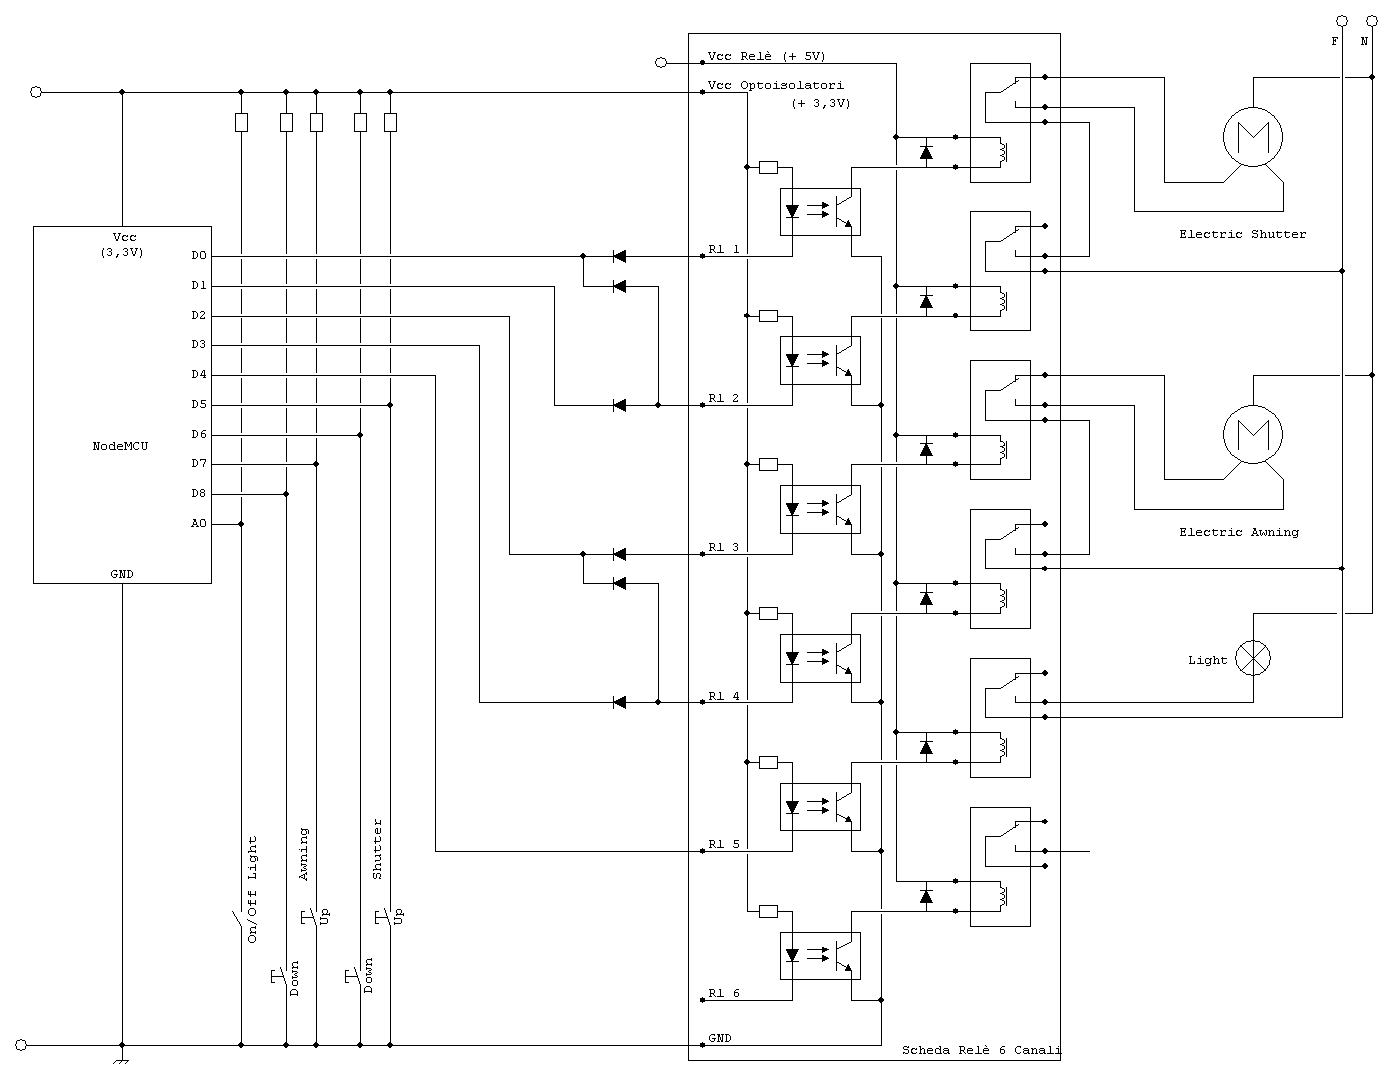 F N
Vcc Relè (+ 5V)
Vcc Optoisolatori
(+ 3,3V)
M
Vcc
(3,3V)
Electric Shutter
D0
Rl 1
D1
D2
D3
D4
D5
Rl 2
D6
M
NodeMCU
D7
D8
A0
Electric Awning
Rl 3
GND
Light
Rl 4
Rl 5
On/Off Light
Awning
Shutter
Up
Up
Down
Down
Rl 6
GND
Scheda Relè 6 Canali